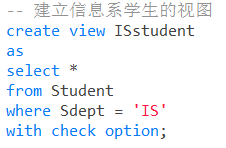 -- 建立信息系学生的视图
create view ISstudent
as
select *
from Student
where Sdept = 'IS'
with check option;